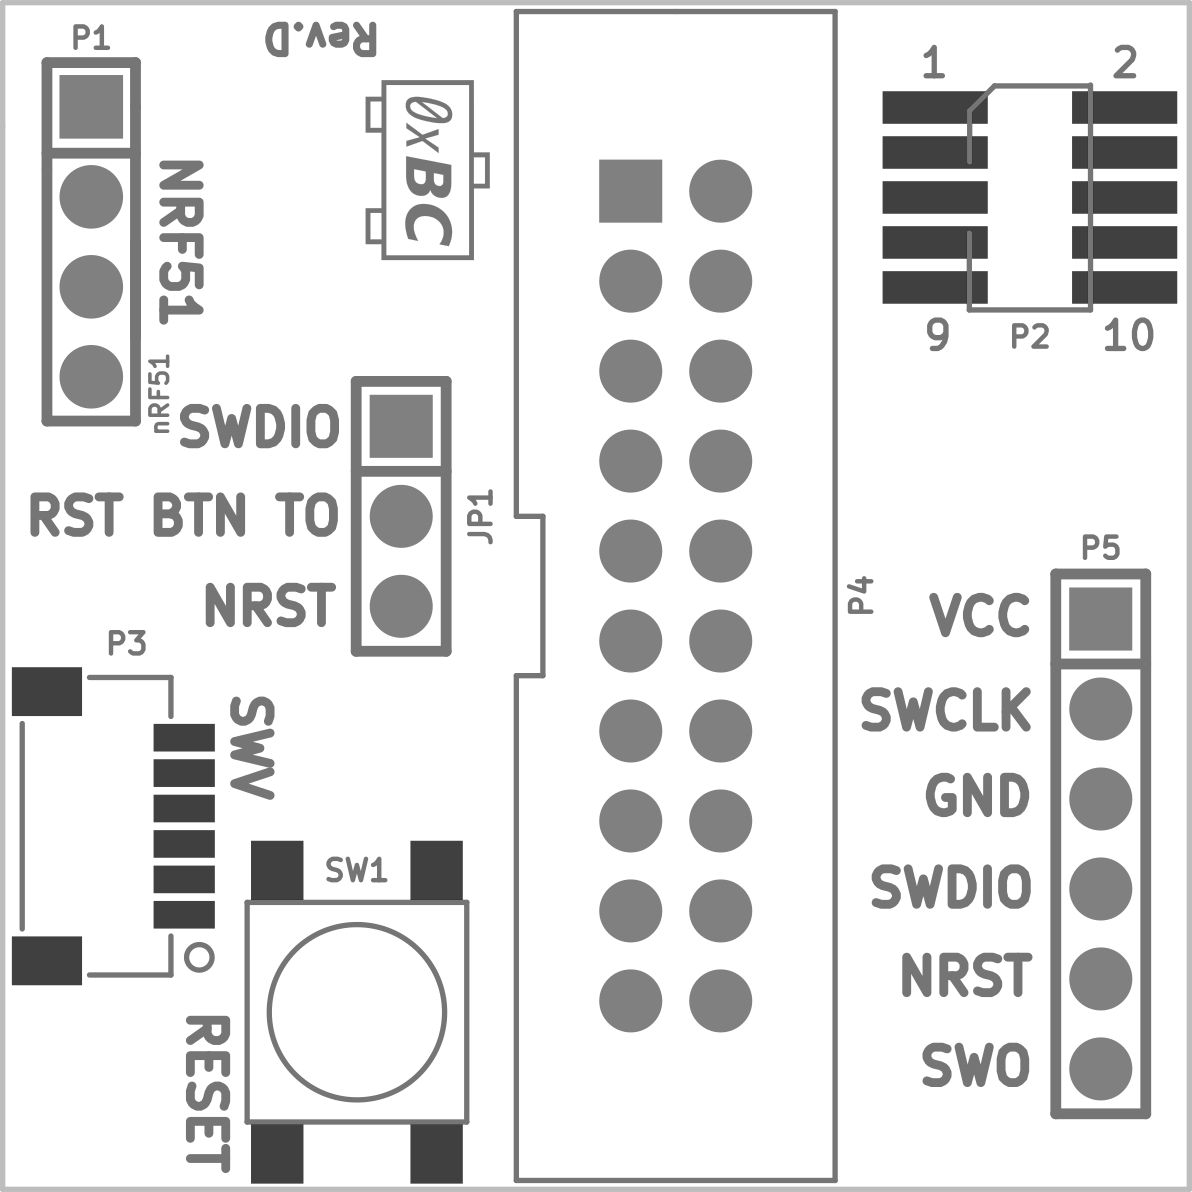 P1
Rev.D
1
2
0xBC
NRF51
nRF51
9
P2
10
SWDIO
RST BTN TO
NRST
JP1
P4
P5
VCC
SWCLK
GND
SWDIO
NRST
SWO
P3
SWV
SW1
RESET